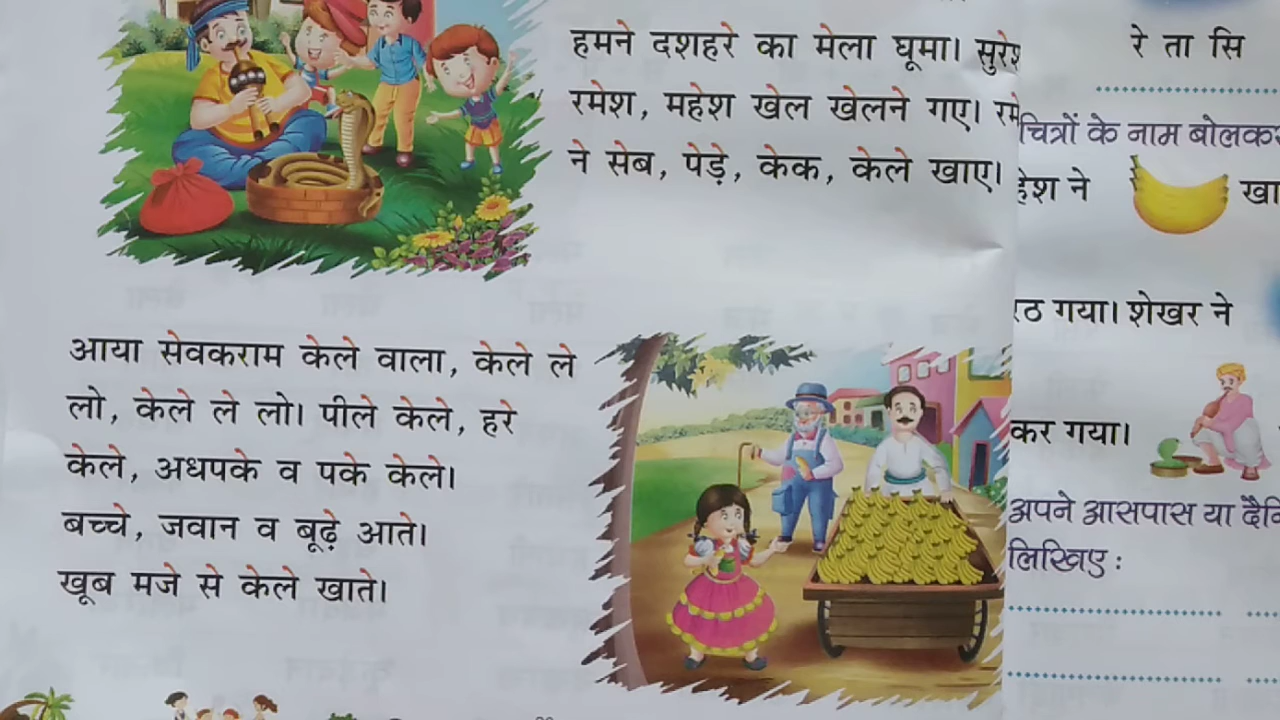 हमने दशहरे का मेला घूमा।
रमेश, महेश खेल खेलने गए।
ने सेब, पेड़े, केक, केले खाए।
आया सेवकराम केले वाला, केले ले
लो, केले ले लो। पीले केले, हरे
केले, अधपके व पके केले।
बच्चे, जवान व बूढ़े आते।
खूब मजे से केले खाते।
रे ता सि
चित्रों के नाम बोलकर
ने
गया। शेखर ने
कर गया।
अपने आसपास या
लिखिए :